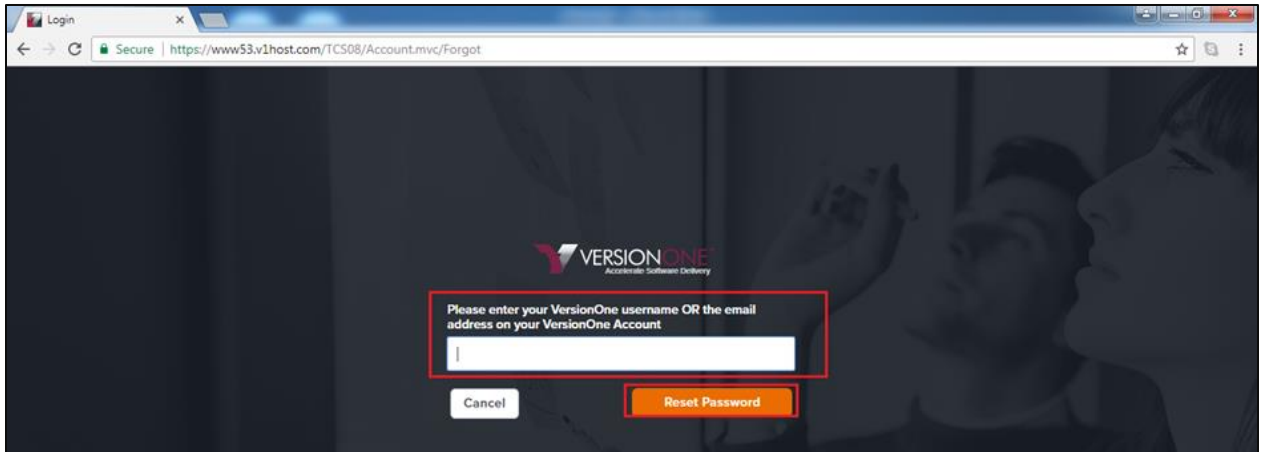 Login
Secure | https://www53.v1host.com/TCS08/Account.mvc/Forgot
VERSIONONE
Accelerate Software Delivery
Please enter your VersionOne username OR the email
address on your VersionOne Account
Cancel
Reset Password